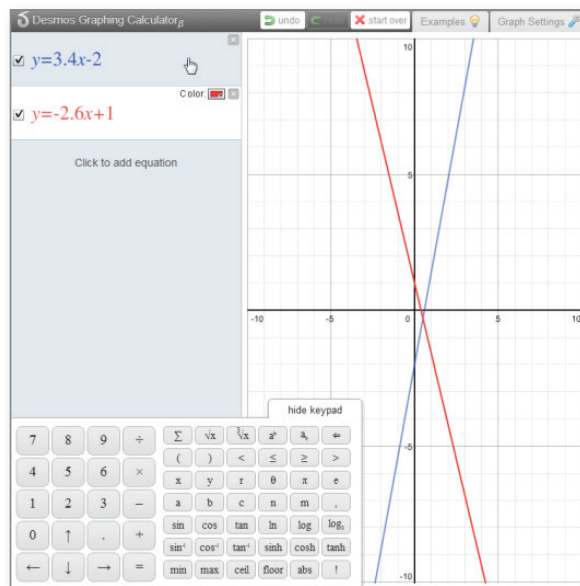 Desmos Graphing Calculatorβ
undo
start over
Examples
Graph Settings
y=3.4x-2
Color:
y=-2.6x+1
Click to add equation
10
5
-10
-5
0
5
10
-5
-10
hide keypad
7 8 9 ÷ Σ √x ∛x aᵇ aᵦ ⇐
( ) < ≤ ≥ >
4 5 6 × x y r θ π e
1 2 3 − a b c n m ,
0 ↑ . + sin cos tan ln log logₐ
sin⁻¹ cos⁻¹ tan⁻¹ sinh cosh tanh
← ↓ → = min max ceil floor abs !